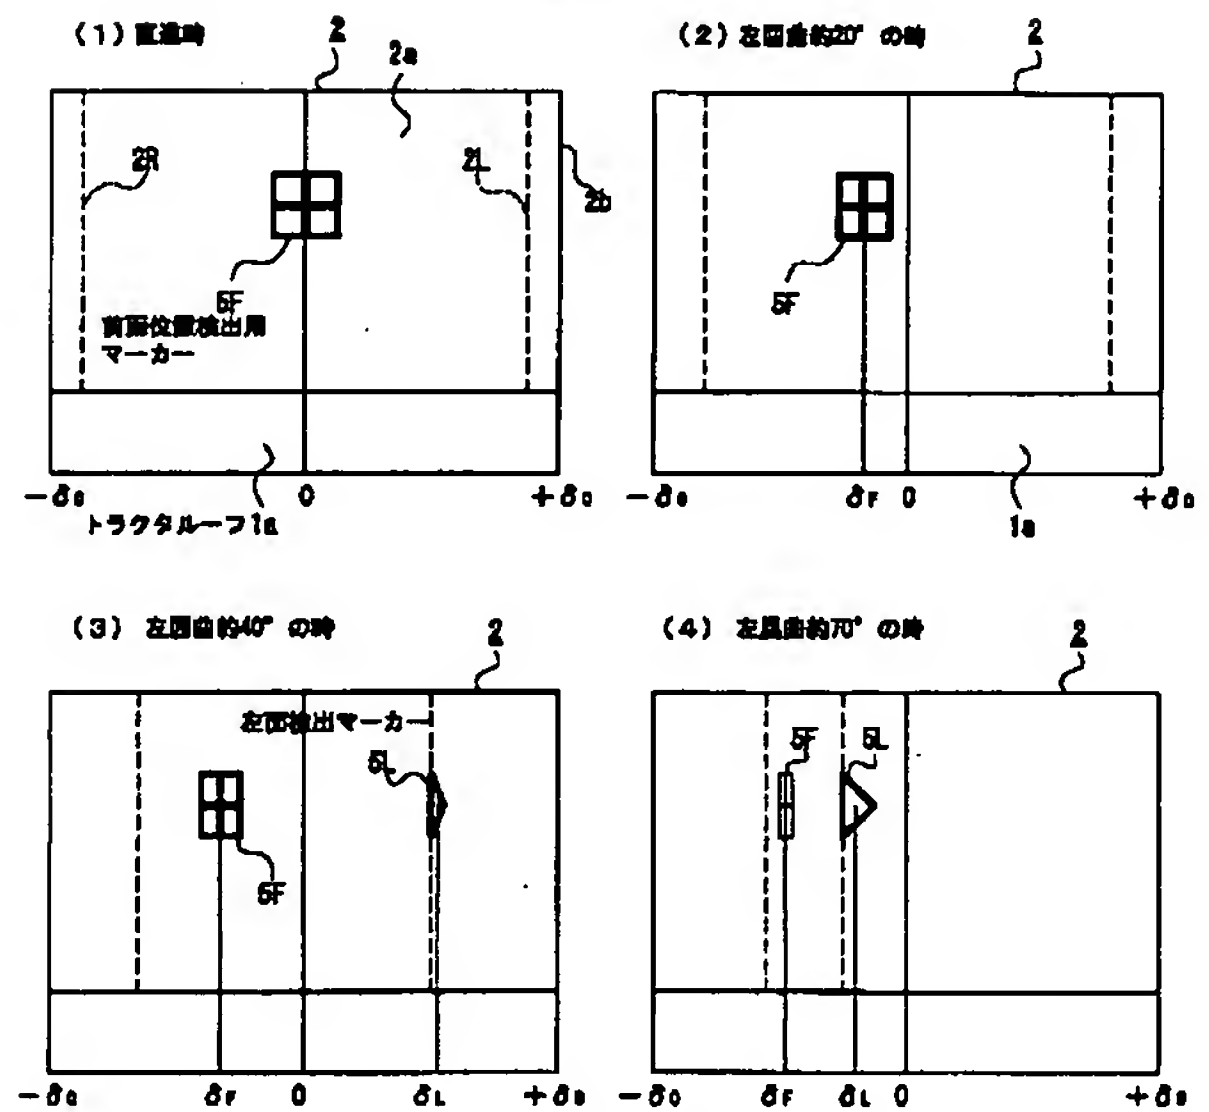 (1) 直進時
2
2a
2R
2L
2b
5F
前面位置検出用
マーカー
−δ0
0
+δ0
トラクタルーフ1a
(2) 左屈曲約20°の時
2
5F
−δ0
δF
0
+δ0
1a
(3) 左屈曲約40°の時
2
左面検出マーカー
5L
5F
−δ0
δF
0
δL
+δ0
(4) 左屈曲約70°の時
2
5F
5L
−δ0
δF
δL
0
+δ0